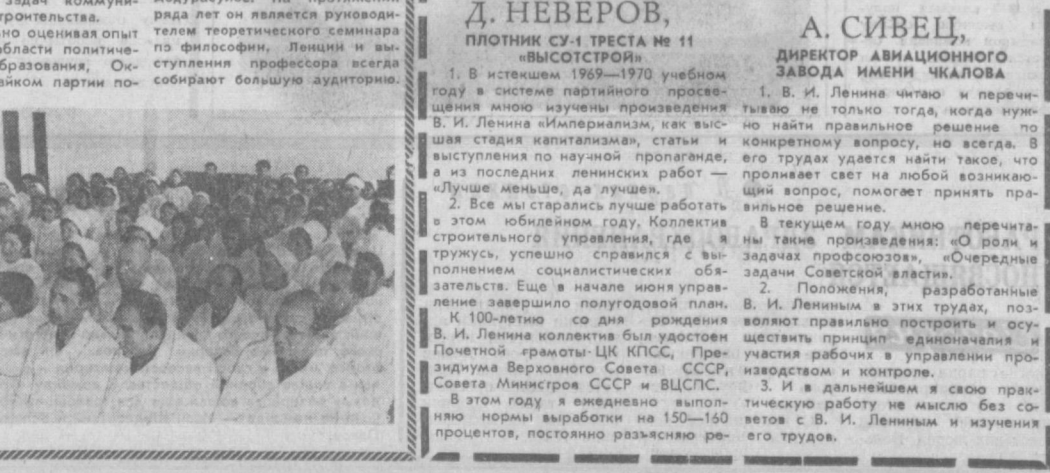 задач коммуни-
троительства.
но оценивая опыт
области политиче-
бразования, Ок-
айком партии по-
ряда лет он является руководи-
телем теоретического семинара
по философии. Лекции и вы-
ступления профессора всегда
собирают большую аудиторию.
Д. НЕВЕРОВ,
ПЛОТНИК СУ-1 ТРЕСТА № 11
«ВЫСОТСТРОЙ»
1. В истекшем 1969—1970 учебном
году в системе партийного просве-
щения мною изучены произведения
В. И. Ленина «Империализм, как выс-
шая стадия капитализма», статьи и
выступления по научной пропаганде,
а из последних ленинских работ —
«Лучше меньше, да лучше».
2. Все мы старались лучше работать
в этом юбилейном году. Коллектив
строительного управления, где я
тружусь, успешно справился с вы-
полнением социалистических обя-
зательств. Еще в начале июня управ-
ление завершило полугодовой план.
К 100-летию со дня рождения
В. И. Ленина коллектив был удостоен
Почетной грамоты ЦК КПСС, Пре-
зидиума Верховного Совета СССР,
Совета Министров СССР и ВЦСПС.
В этом году я ежедневно выпол-
няю нормы выработки на 150—160
процентов, постоянно разъясняю ре-
А. СИВЕЦ,
ДИРЕКТОР АВИАЦИОННОГО
ЗАВОДА ИМЕНИ ЧКАЛОВА
1. В. И. Ленина читаю и перечи-
тываю не только тогда, когда нуж-
но найти правильное решение по
конкретному вопросу, но всегда. В
его трудах удается найти такое, что
проливает свет на любой возникаю-
щий вопрос, помогает принять пра-
вильное решение.
В текущем году мною перечита-
ны такие произведения: «О роли и
задачах профсоюзов», «Очередные
задачи Советской власти».
2. Положения, разработанные
В. И. Лениным в этих трудах, поз-
воляют правильно построить и осу-
ществить принцип единоначалия и
участия рабочих в управлении про-
изводством и контроле.
3. И в дальнейшем я свою прак-
тическую работу не мыслю без со-
ветов с В. И. Лениным и изучения
его трудов.